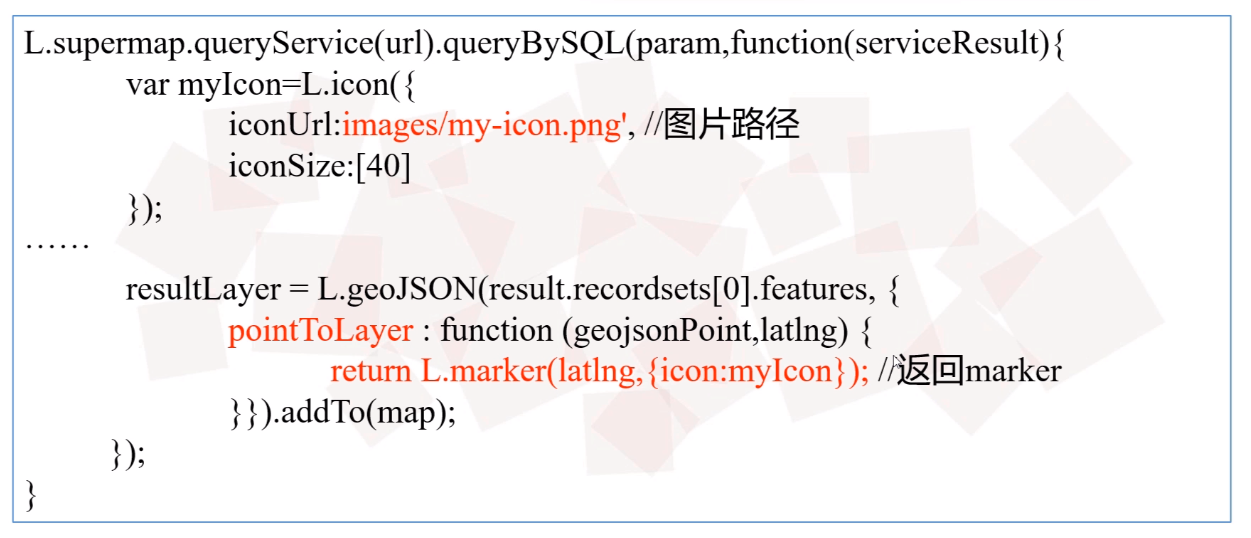 L.supermap.queryService(url).queryBySQL(param,function(serviceResult){
var myIcon=L.icon({
iconUrl:images/my-icon.png', //图片路径
iconSize:[40]
});
……
resultLayer = L.geoJSON(result.recordsets[0].features, {
pointToLayer : function (geojsonPoint,latlng) {
return L.marker(latlng,{icon:myIcon}); //返回marker
}}).addTo(map);
});
}